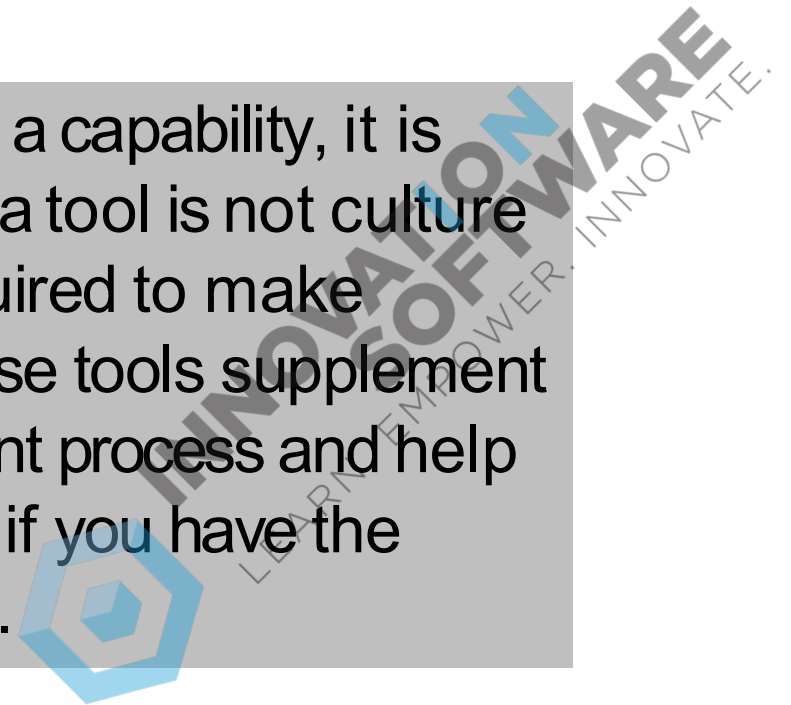 a capability, it is
a tool is not culture
uired to make
se tools supplement
nt process and help
if you have the
.
INNOVATION
SOFTWARE
LEARN. EMPOWER. INNOVATE.